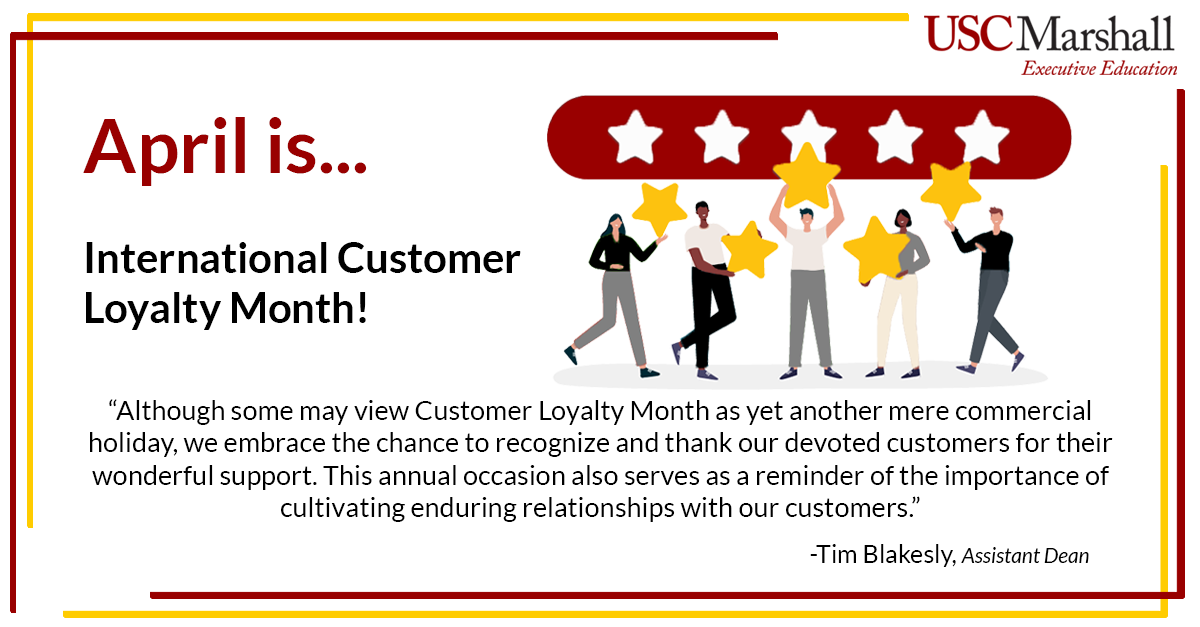 USC Marshall
Executive Education
April is...
International Customer
Loyalty Month!
“Although some may view Customer Loyalty Month as yet another mere commercial
holiday, we embrace the chance to recognize and thank our devoted customers for their
wonderful support. This annual occasion also serves as a reminder of the importance of
cultivating enduring relationships with our customers.”
-Tim Blakesly, Assistant Dean